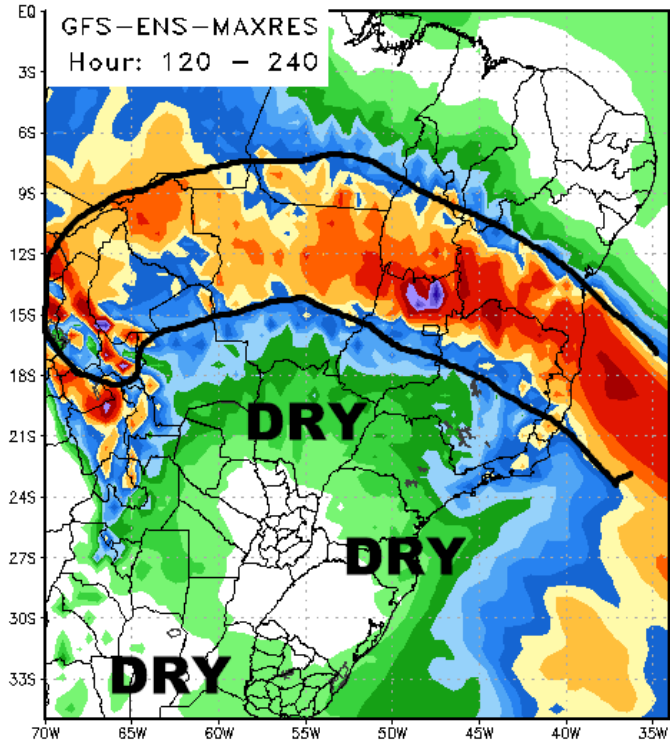 GFS-ENS-MAXRES
Hour: 120 - 240
EQ
3S
6S
9S
12S
15S
18S
21S
24S
27S
30S
33S
DRY
DRY
DRY
70W
65W
60W
55W
50W
45W
40W
35W